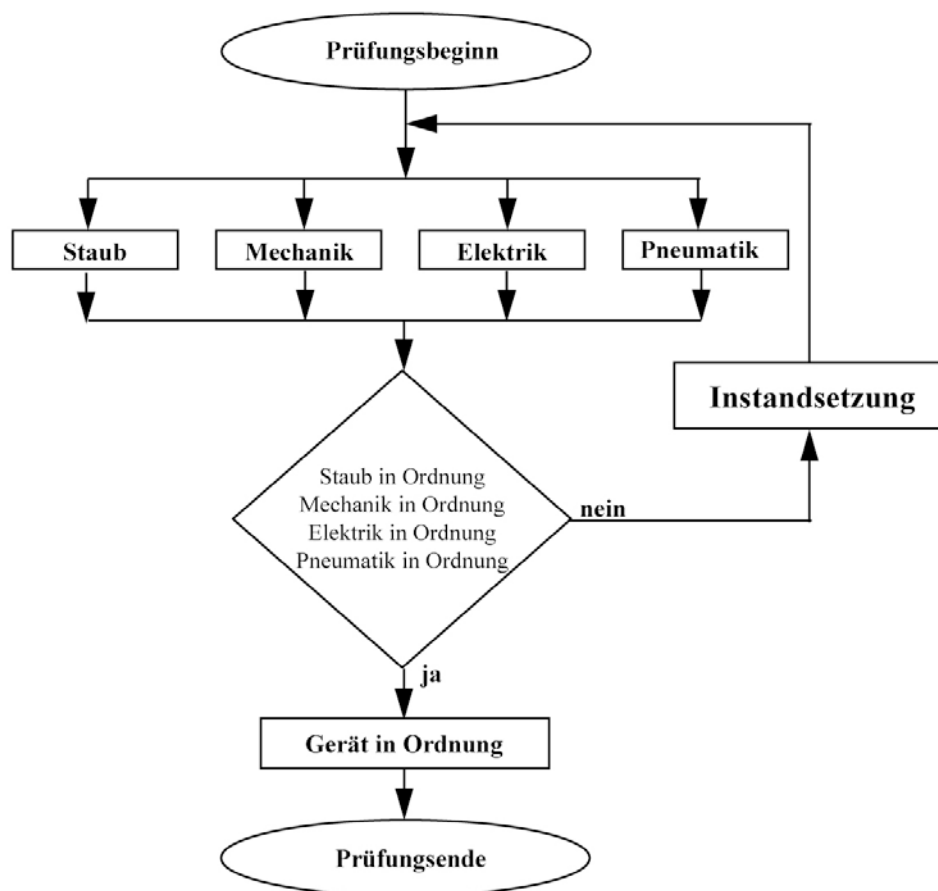 Prüfungsbeginn
Staub
Mechanik
Elektrik
Pneumatik
Instandsetzung
Staub in Ordnung
Mechanik in Ordnung
Elektrik in Ordnung
Pneumatik in Ordnung
nein
ja
Gerät in Ordnung
Prüfungsende